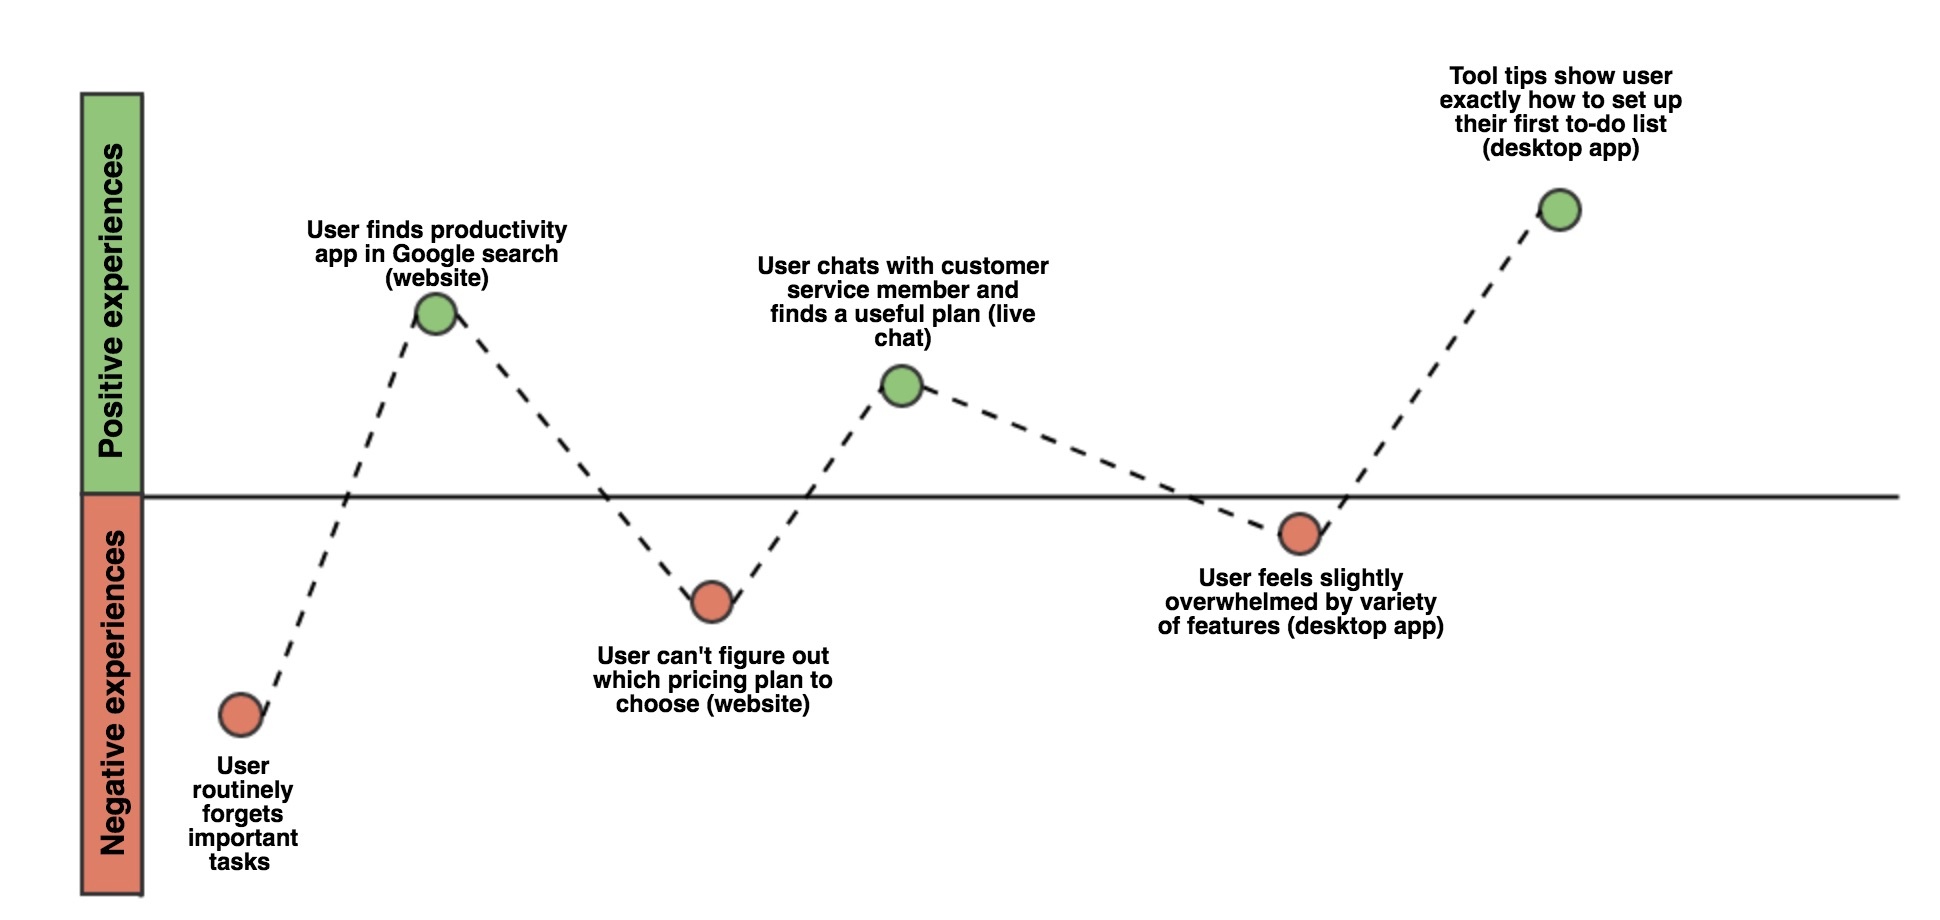 Positive experiences
Negative experiences
User
routinely
forgets
important
tasks
User finds productivity
app in Google search
(website)
User can't figure out
which pricing plan to
choose (website)
User chats with customer
service member and
finds a useful plan (live
chat)
User feels slightly
overwhelmed by variety
of features (desktop app)
Tool tips show user
exactly how to set up
their first to-do list
(desktop app)